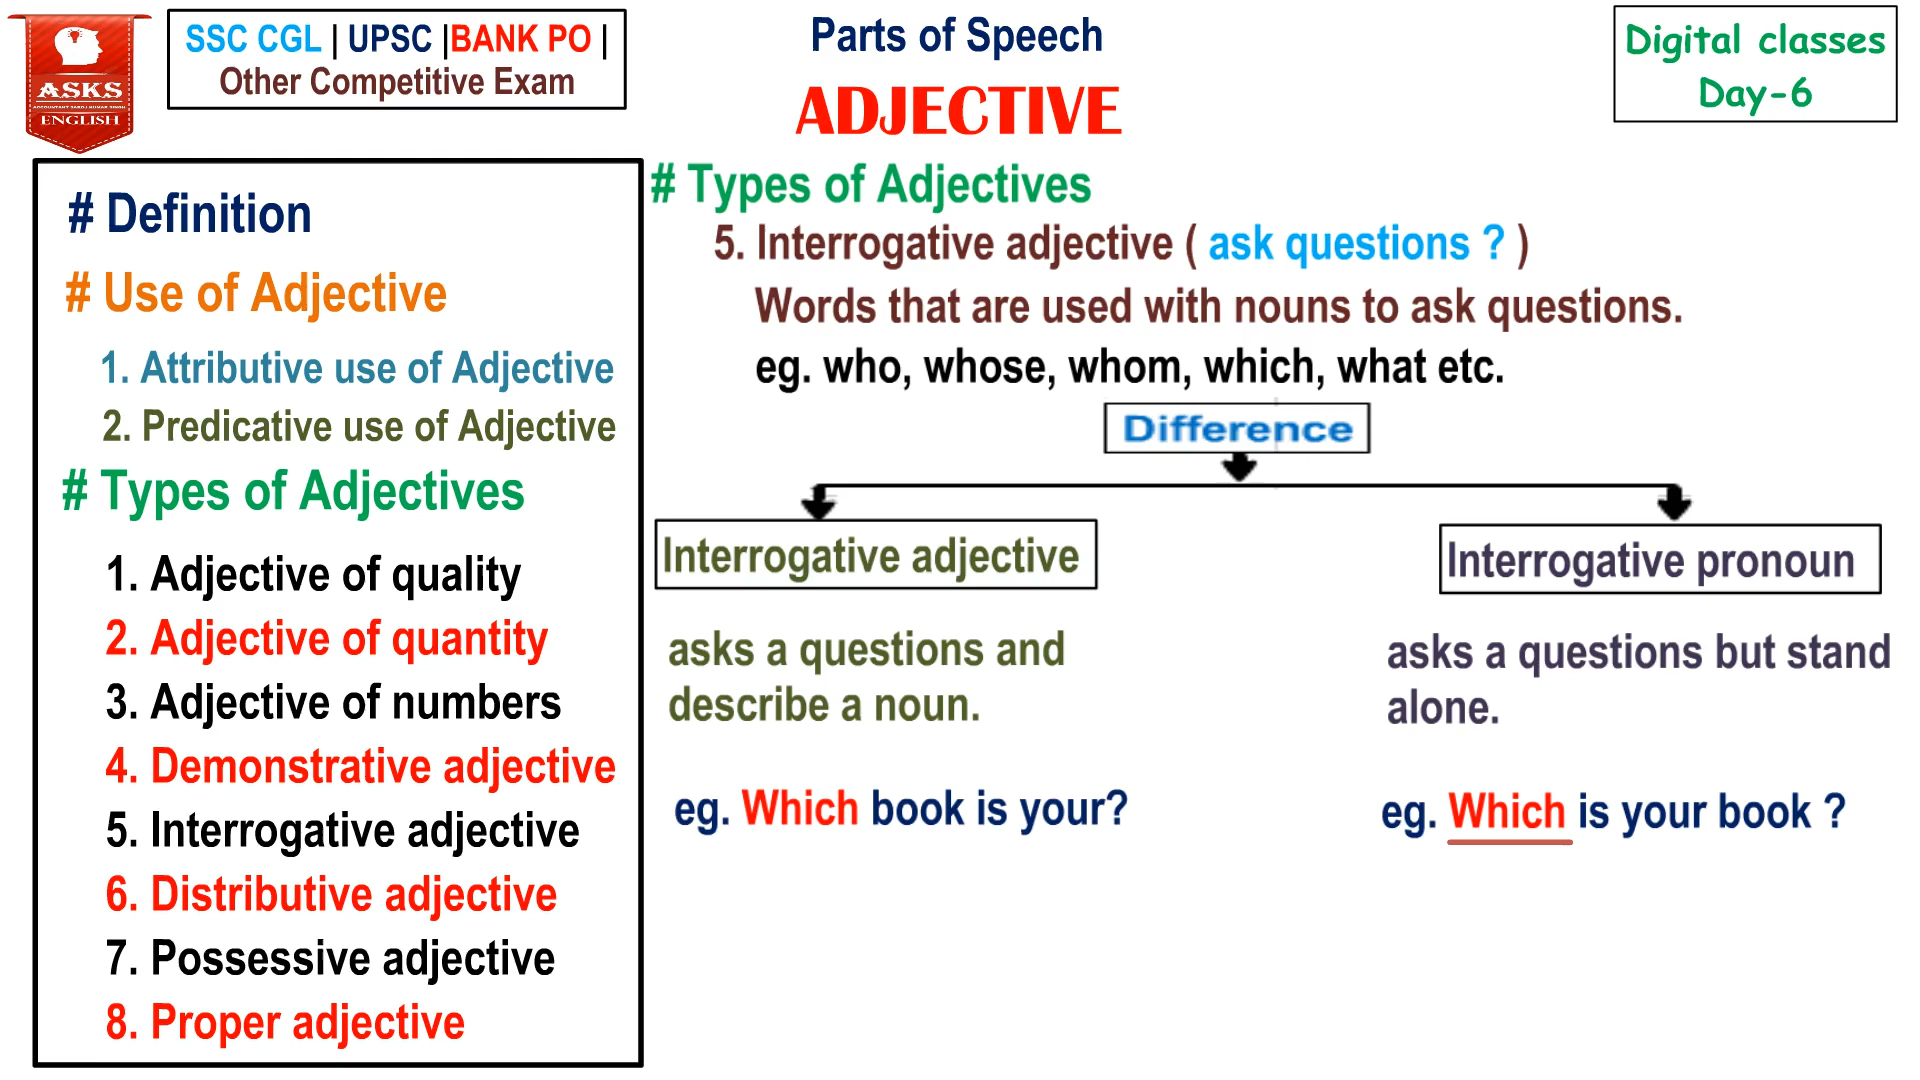 ASKS
ACCOUNTANT SAROJ KUMAR SINGH
ENGLISH
SSC CGL | UPSC |BANK PO |
Other Competitive Exam
Parts of Speech
ADJECTIVE
Digital classes
Day-6
# Definition
# Use of Adjective
1. Attributive use of Adjective
2. Predicative use of Adjective
# Types of Adjectives
1. Adjective of quality
2. Adjective of quantity
3. Adjective of numbers
4. Demonstrative adjective
5. Interrogative adjective
6. Distributive adjective
7. Possessive adjective
8. Proper adjective
# Types of Adjectives
5. Interrogative adjective ( ask questions ? )
Words that are used with nouns to ask questions.
eg. who, whose, whom, which, what etc.
Difference
Interrogative adjective
asks a questions and
describe a noun.
eg. Which book is your?
Interrogative pronoun
asks a questions but stand
alone.
eg. Which is your book ?